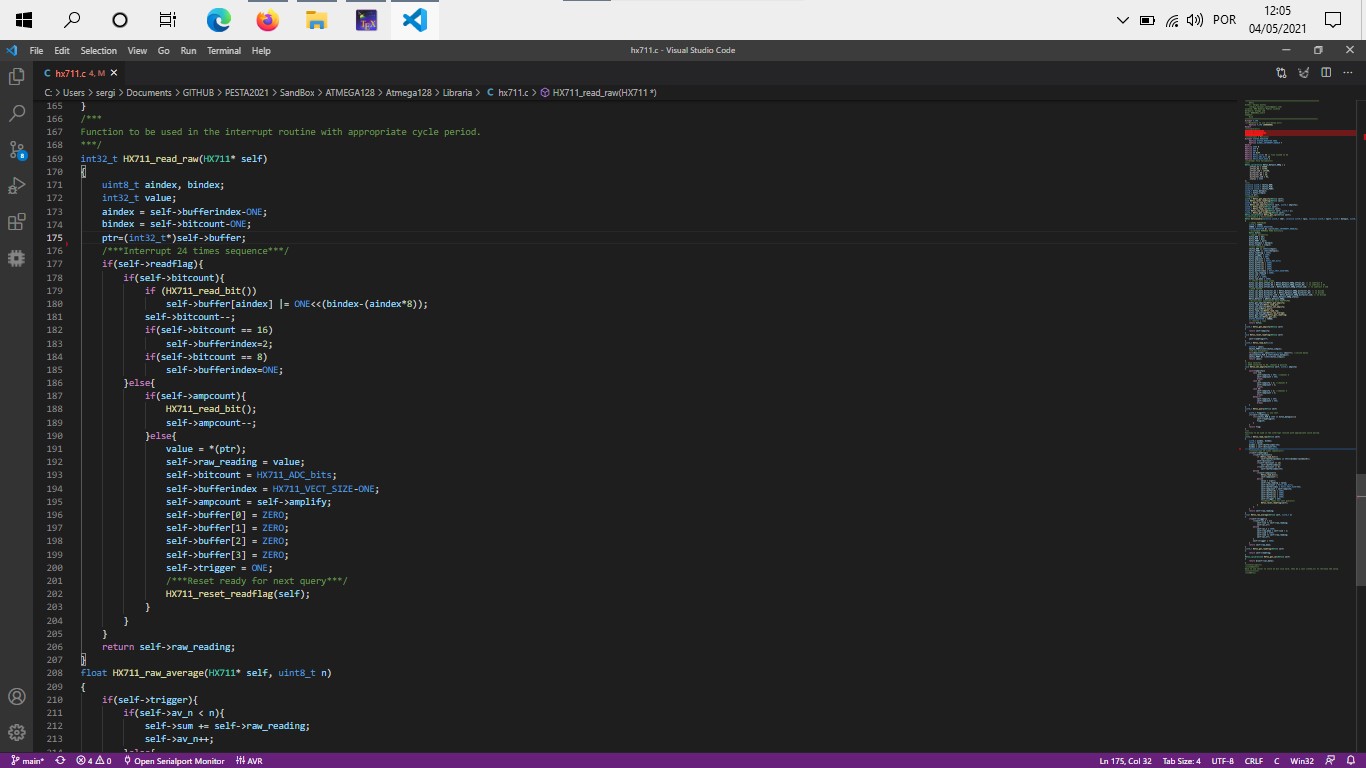 POR
12:05
04/05/2021
File Edit Selection View Go Run Terminal Help
hx711.c - Visual Studio Code
C hx711.c 4, M
C: > Users > sergi > Documents > GITHUB > PESTA2021 > SandBox > ATMEGA128 > Atmega128 > Libraria > C hx711.c > HX711_read_raw(HX711 *)
165 }
166 /***
167 Function to be used in the interrupt routine with appropriate cycle period.
168 ***/
169 int32_t HX711_read_raw(HX711* self)
170 {
171 uint8_t aindex, bindex;
172 int32_t value;
173 aindex = self->bufferindex-ONE;
174 bindex = self->bitcount-ONE;
175 ptr=(int32_t*)self->buffer;
176 /***Interrupt 24 times sequence***/
177 if(self->readflag){
178 if(self->bitcount){
179 if (HX711_read_bit())
180 self->buffer[aindex] |= ONE<<(bindex-(aindex*8));
181 self->bitcount--;
182 if(self->bitcount == 16)
183 self->bufferindex=2;
184 if(self->bitcount == 8)
185 self->bufferindex=ONE;
186 }else{
187 if(self->ampcount){
188 HX711_read_bit();
189 self->ampcount--;
190 }else{
191 value = *(ptr);
192 self->raw_reading = value;
193 self->bitcount = HX711_ADC_bits;
194 self->bufferindex = HX711_VECT_SIZE-ONE;
195 self->ampcount = self->amplify;
196 self->buffer[0] = ZERO;
197 self->buffer[1] = ZERO;
198 self->buffer[2] = ZERO;
199 self->buffer[3] = ZERO;
200 self->trigger = ONE;
201 /***Reset ready for next query***/
202 HX711_reset_readflag(self);
203 }
204 }
205 }
206 return self->raw_reading;
207 }
208 float HX711_raw_average(HX711* self, uint8_t n)
209 {
210 if(self->trigger){
211 if(self->av_n < n){
212 self->sum += self->raw_reading;
213 self->av_n++;
8
main* 4 0 Open Serialport Monitor AVR
Ln 175, Col 32 Tab Size: 4 UTF-8 CRLF C Win32